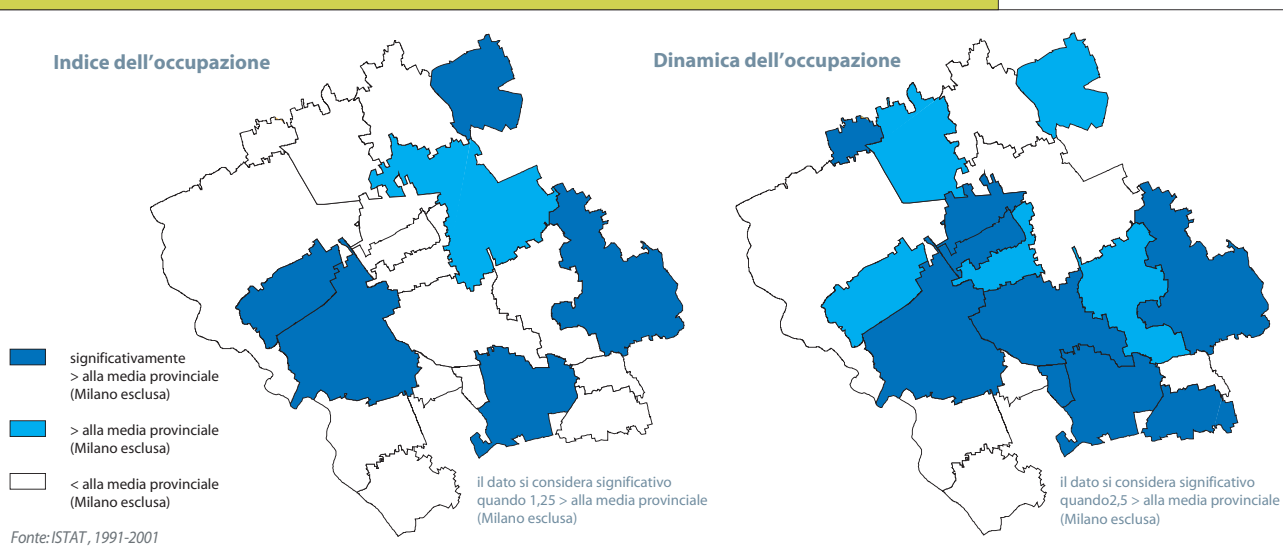 Indice dell'occupazione
Dinamica dell'occupazione
significativamente
> alla media provinciale
(Milano esclusa)
> alla media provinciale
(Milano esclusa)
< alla media provinciale
(Milano esclusa)
il dato si considera significativo
quando 1,25 > alla media provinciale
(Milano esclusa)
il dato si considera significativo
quando2,5 > alla media provinciale
(Milano esclusa)
Fonte: ISTAT, 1991-2001